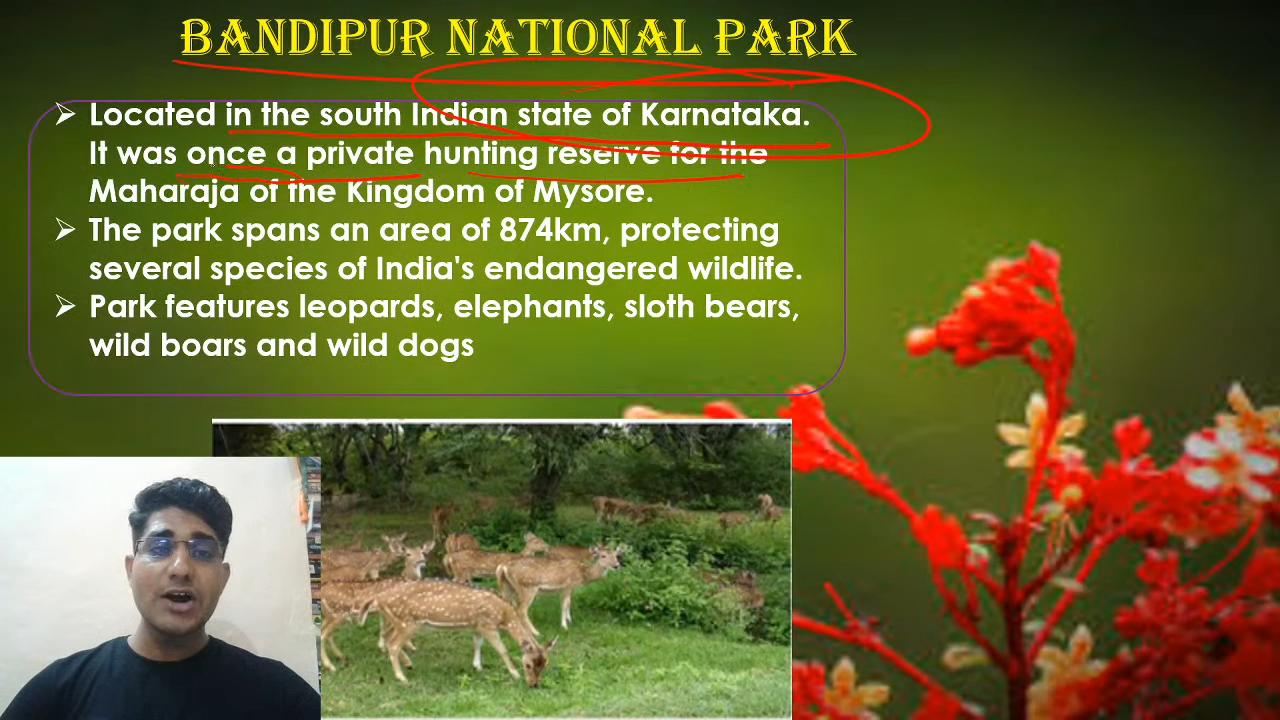 BANDIPUR NATIONAL PARK
➢ Located in the south Indian state of Karnataka.
It was once a private hunting reserve for the
Maharaja of the Kingdom of Mysore.
➢ The park spans an area of 874km, protecting
several species of India's endangered wildlife.
➢ Park features leopards, elephants, sloth bears,
wild boars and wild dogs